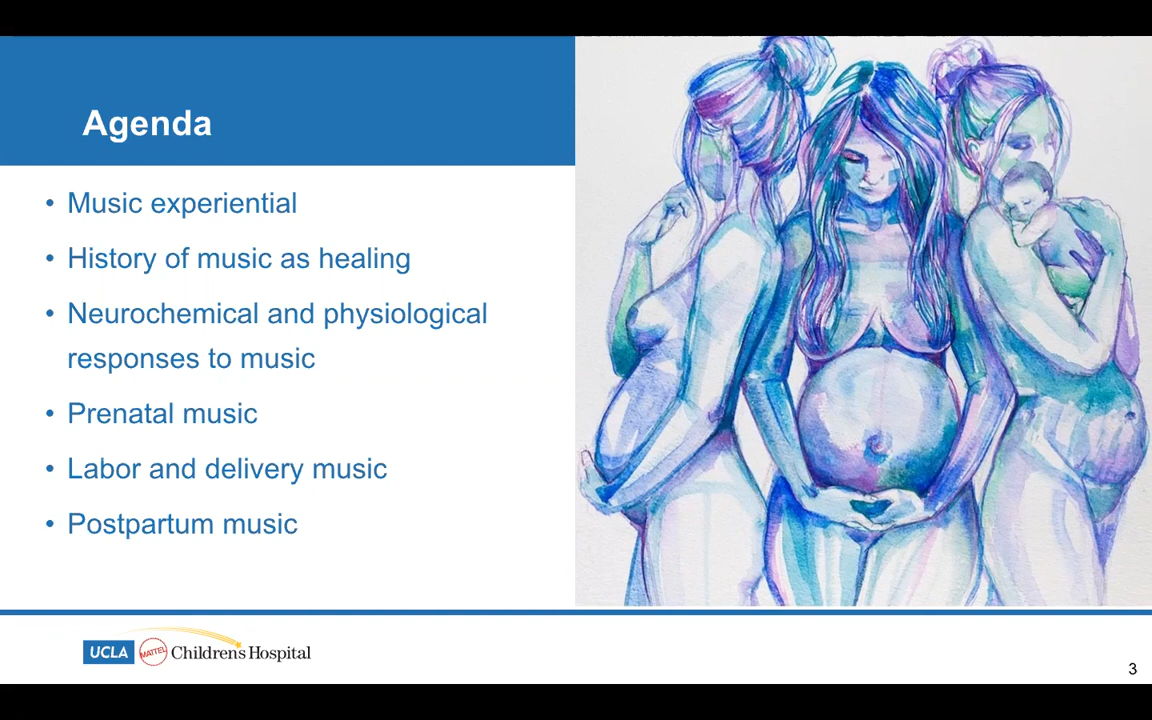 Agenda
• Music experiential
• History of music as healing
• Neurochemical and physiological
responses to music
• Prenatal music
• Labor and delivery music
• Postpartum music
UCLA MATTEL Children's Hospital
3